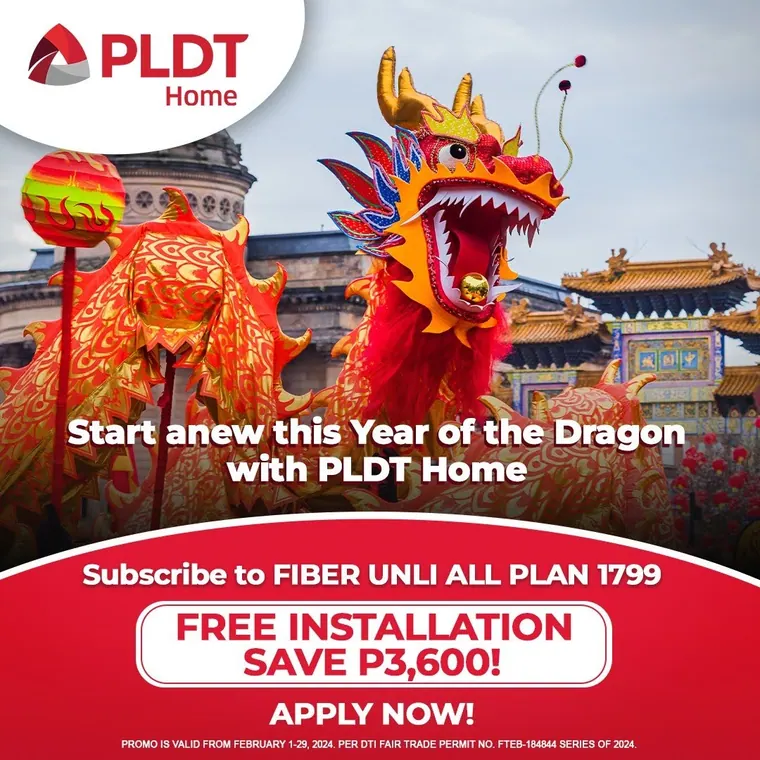 PLDT
Home
Start anew this Year of the Dragon
with PLDT Home
Subscribe to FIBER UNLI ALL PLAN 1799
FREE INSTALLATION
SAVE P3,600!
APPLY NOW!
PROMO IS VALID FROM FEBRUARY 1-29, 2024. PER DTI FAIR TRADE PERMIT NO. FTEB-184844 SERIES OF 2024.